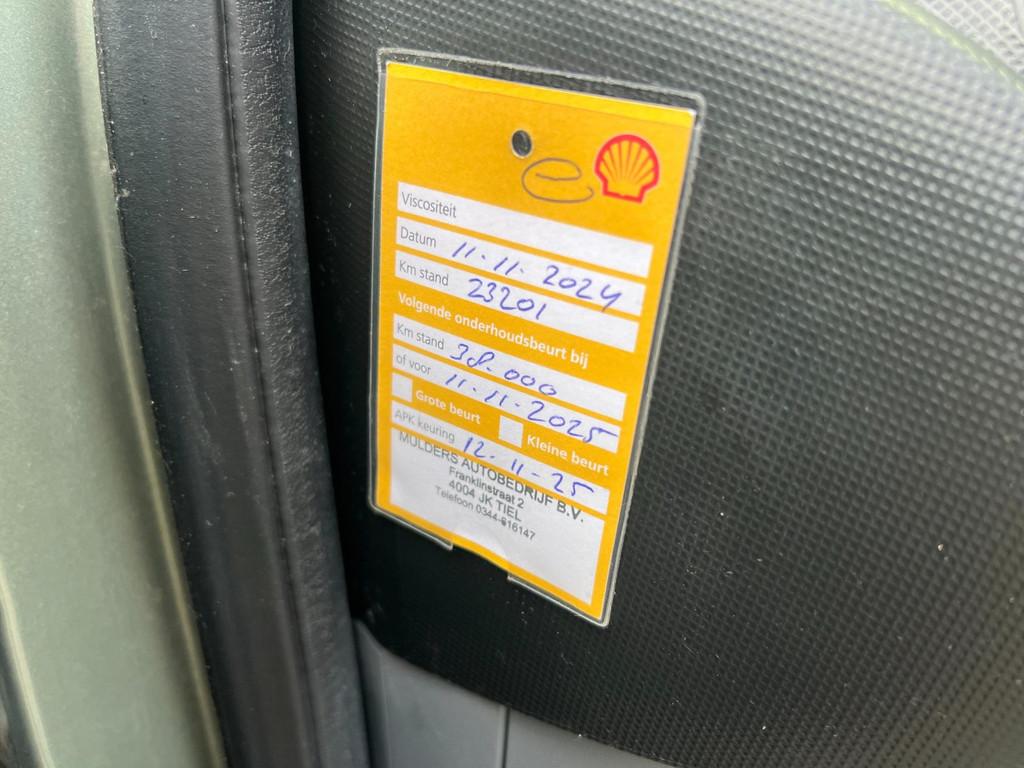 e
Viscositeit
Datum 11-11-2024
Km stand 23201
Volgende onderhoudsbeurt bij
Km stand 38.000
of voor 11-11-2025
Grote beurt Kleine beurt
APK keuring 12-11-25
MULDERS AUTOBEDRIJF B.V.
Franklinstraat 2
4004 JK TIEL
Telefoon 0344-616147